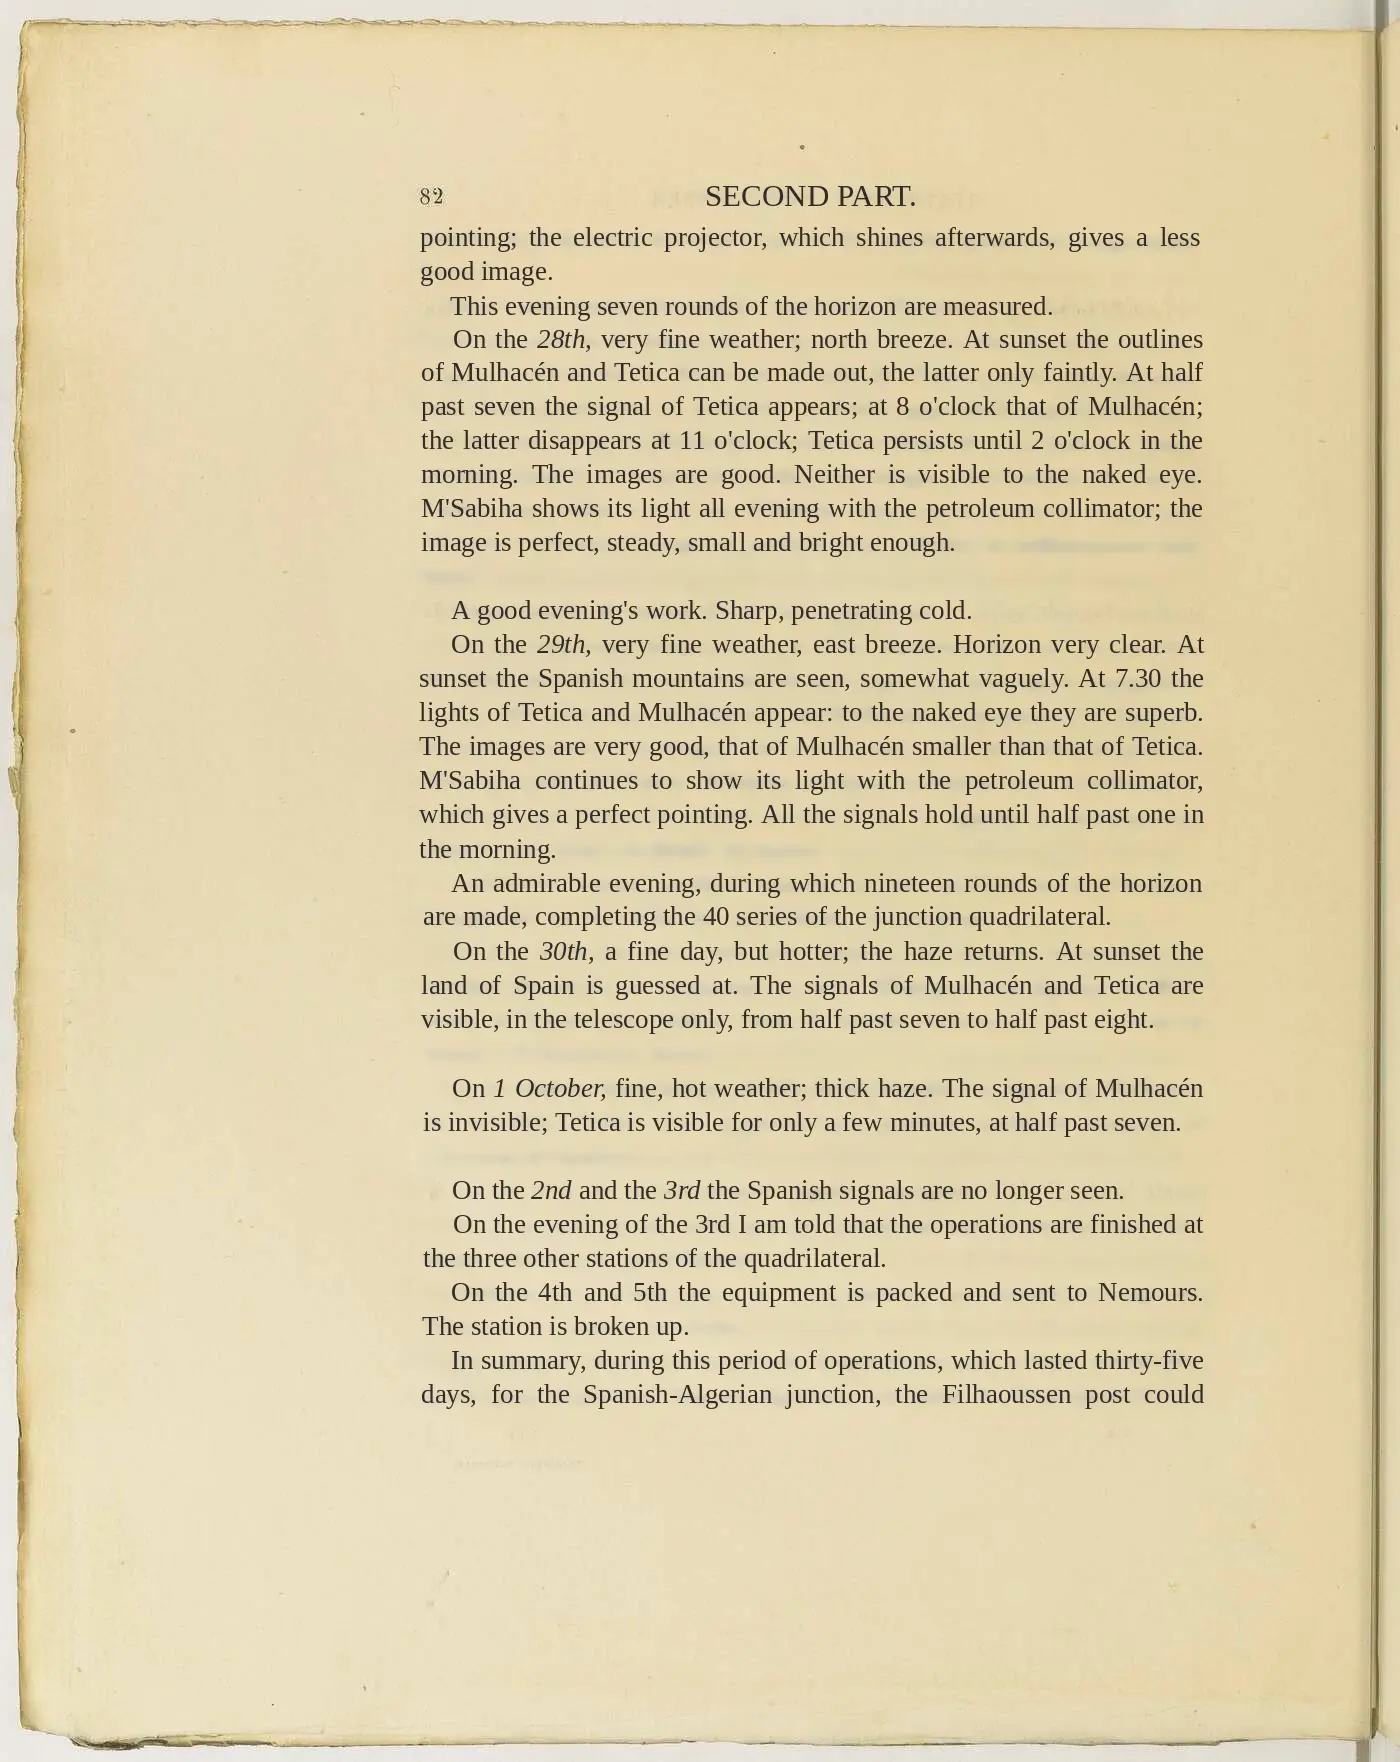 82
SECOND PART.
pointing; the electric projector, which shines afterwards, gives a less
good image.
This evening seven rounds of the horizon are measured.
On the 28th, very fine weather; north breeze. At sunset the outlines
of Mulhacén and Tetica can be made out, the latter only faintly. At half
past seven the signal of Tetica appears; at 8 o'clock that of Mulhacén;
the latter disappears at 11 o'clock; Tetica persists until 2 o'clock in the
morning. The images are good. Neither is visible to the naked eye.
M'Sabiha shows its light all evening with the petroleum collimator; the
image is perfect, steady, small and bright enough.
A good evening's work. Sharp, penetrating cold.
On the 29th, very fine weather, east breeze. Horizon very clear. At
sunset the Spanish mountains are seen, somewhat vaguely. At 7.30 the
lights of Tetica and Mulhacén appear: to the naked eye they are superb.
The images are very good, that of Mulhacén smaller than that of Tetica.
M'Sabiha continues to show its light with the petroleum collimator,
which gives a perfect pointing. All the signals hold until half past one in
the morning.
An admirable evening, during which nineteen rounds of the horizon
are made, completing the 40 series of the junction quadrilateral.
On the 30th, a fine day, but hotter; the haze returns. At sunset the
land of Spain is guessed at. The signals of Mulhacén and Tetica are
visible, in the telescope only, from half past seven to half past eight.
On 1 October, fine, hot weather; thick haze. The signal of Mulhacén
is invisible; Tetica is visible for only a few minutes, at half past seven.
On the 2nd and the 3rd the Spanish signals are no longer seen.
On the evening of the 3rd I am told that the operations are finished at
the three other stations of the quadrilateral.
On the 4th and 5th the equipment is packed and sent to Nemours.
The station is broken up.
In summary, during this period of operations, which lasted thirty-five
days, for the Spanish-Algerian junction, the Filhaoussen post could